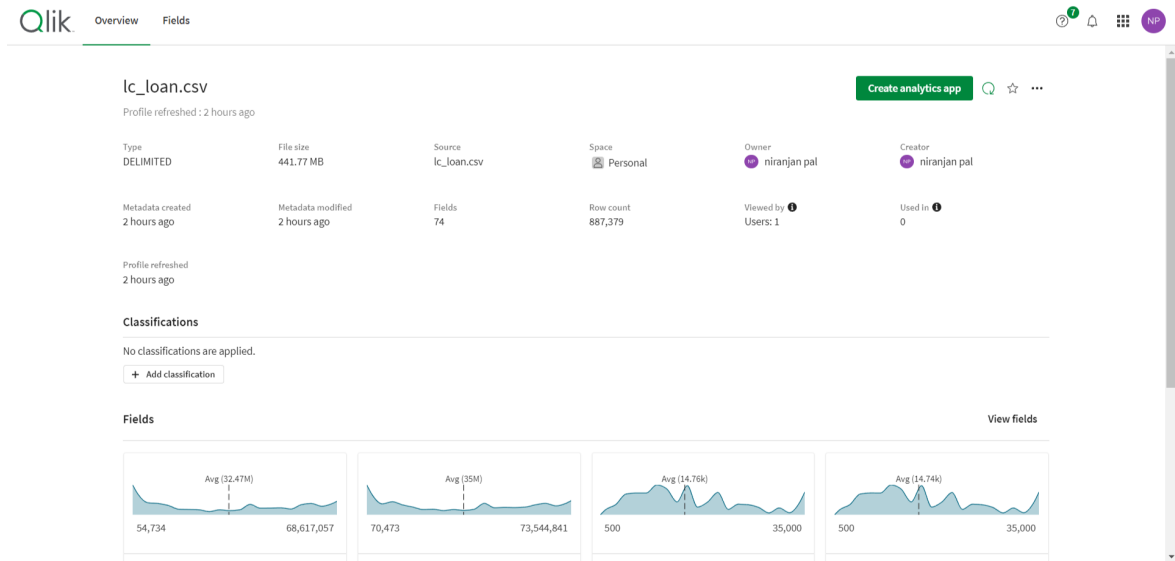 Qlik Overview Fields 7 NP
lc_loan.csv
Create analytics app
Profile refreshed : 2 hours ago
Type File size Source Space Owner Creator
DELIMITED 441.77 MB lc_loan.csv Personal NP niranjan pal NP niranjan pal
Metadata created Metadata modified Fields Row count Viewed by Used in
2 hours ago 2 hours ago 74 887,379 Users: 1 0
Profile refreshed
2 hours ago
Classifications
No classifications are applied.
+ Add classification
Fields View fields
Avg (32.47M) Avg (35M) Avg (14.76k) Avg (14.74k)
54,734 68,617,057 70,473 73,544,841 500 35,000 500 35,000